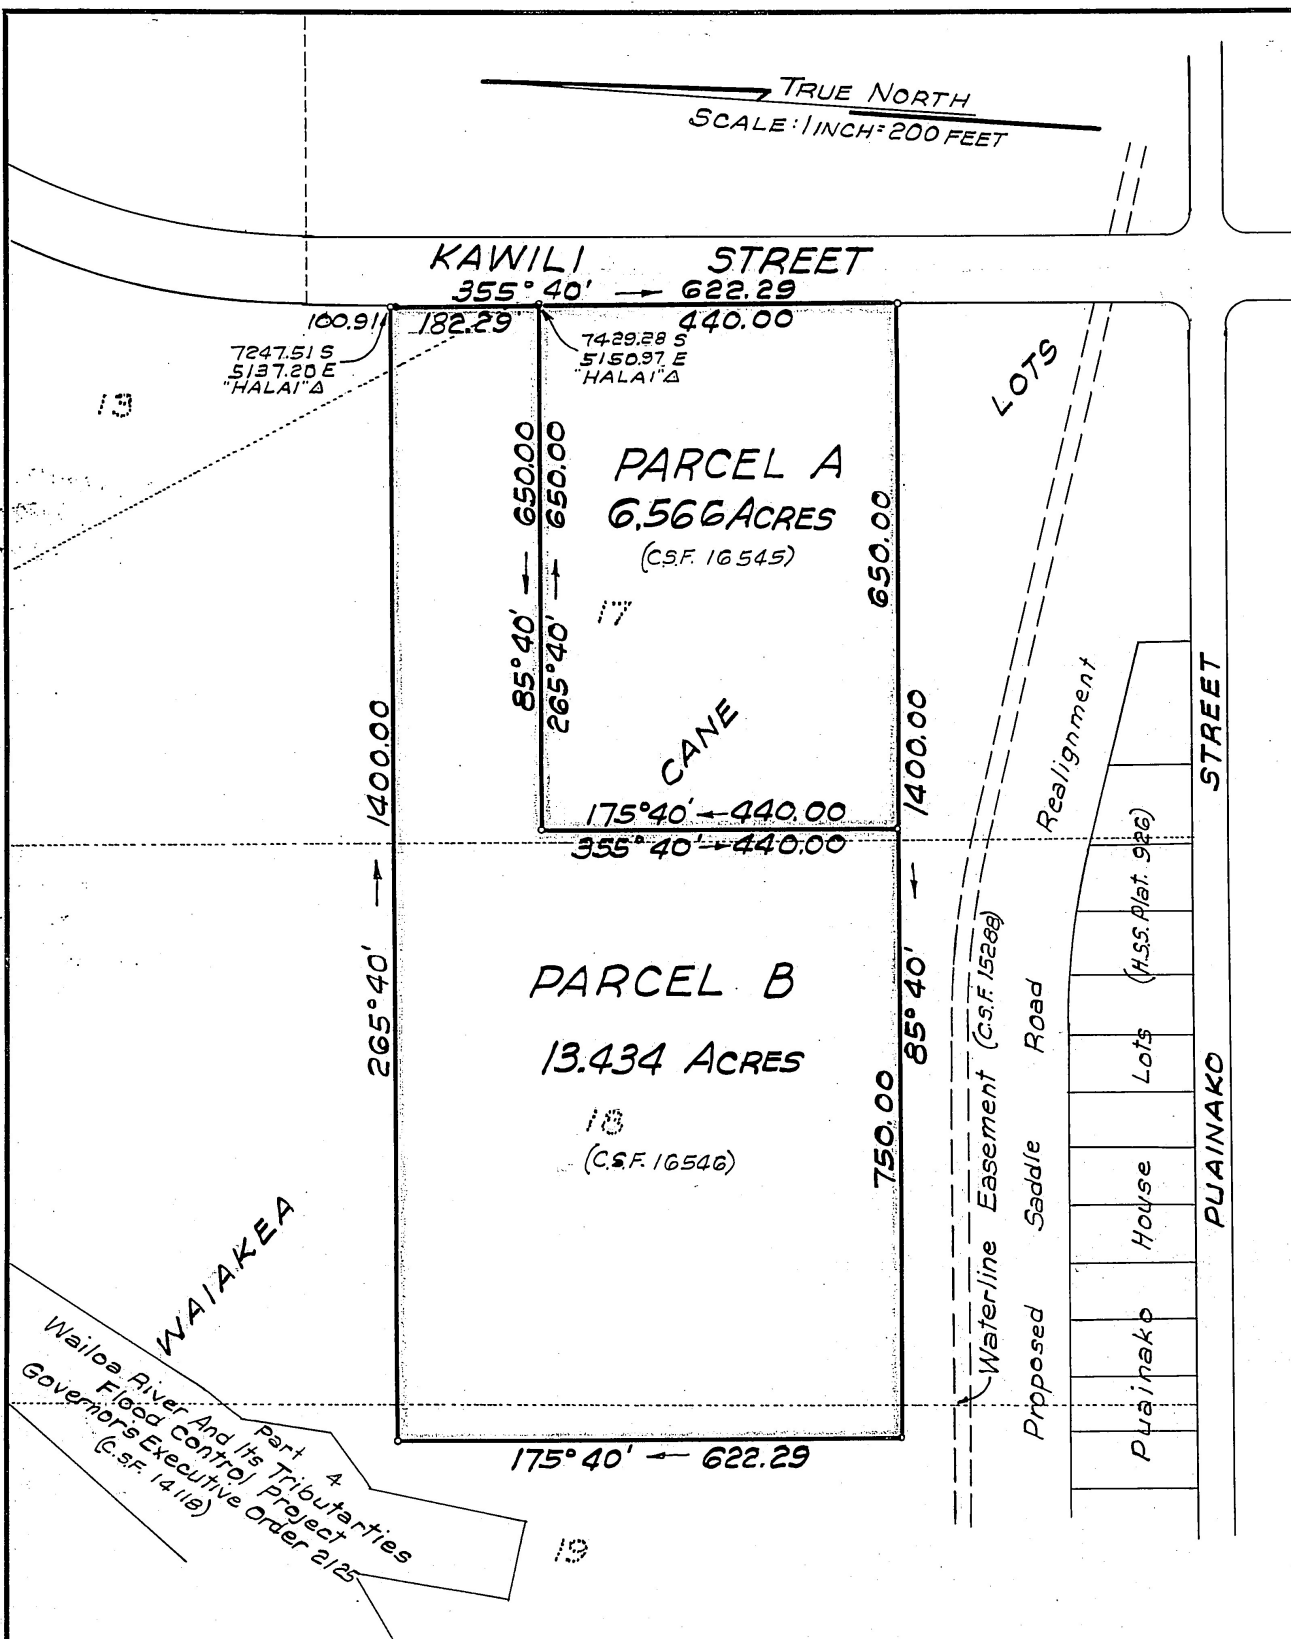 TRUE NORTH
SCALE: 1 INCH = 200 FEET
KAWILI STREET
355° 40' → 622.29
100.91
182.29
440.00
7247.51 S
5137.20 E
"HALAI" Δ
7429.28 S
5150.97 E
"HALAI" Δ
13
LOTS
PARCEL A
6.566 ACRES
(C.S.F. 16545)
17
85° 40' ← 650.00
265° 40' → 650.00
650.00
CANE
175° 40' ← 440.00
355° 40' → 440.00
265° 40' → 1400.00
1400.00
85° 40' ←
PARCEL B
13.434 ACRES
18
(C.S.F. 16546)
750.00
175° 40' ← 622.29
WAIAKEA
Wailoa River And Its Tributarties
Part 4
Flood Control Project
Governor's Executive Order 2125
(C.S.F. 14118)
19
Waterline Easement (C.S.F. 15288)
Proposed Saddle Road Realignment
Puainako House Lots (H.S.S. Plat. 926)
PUAINAKO STREET